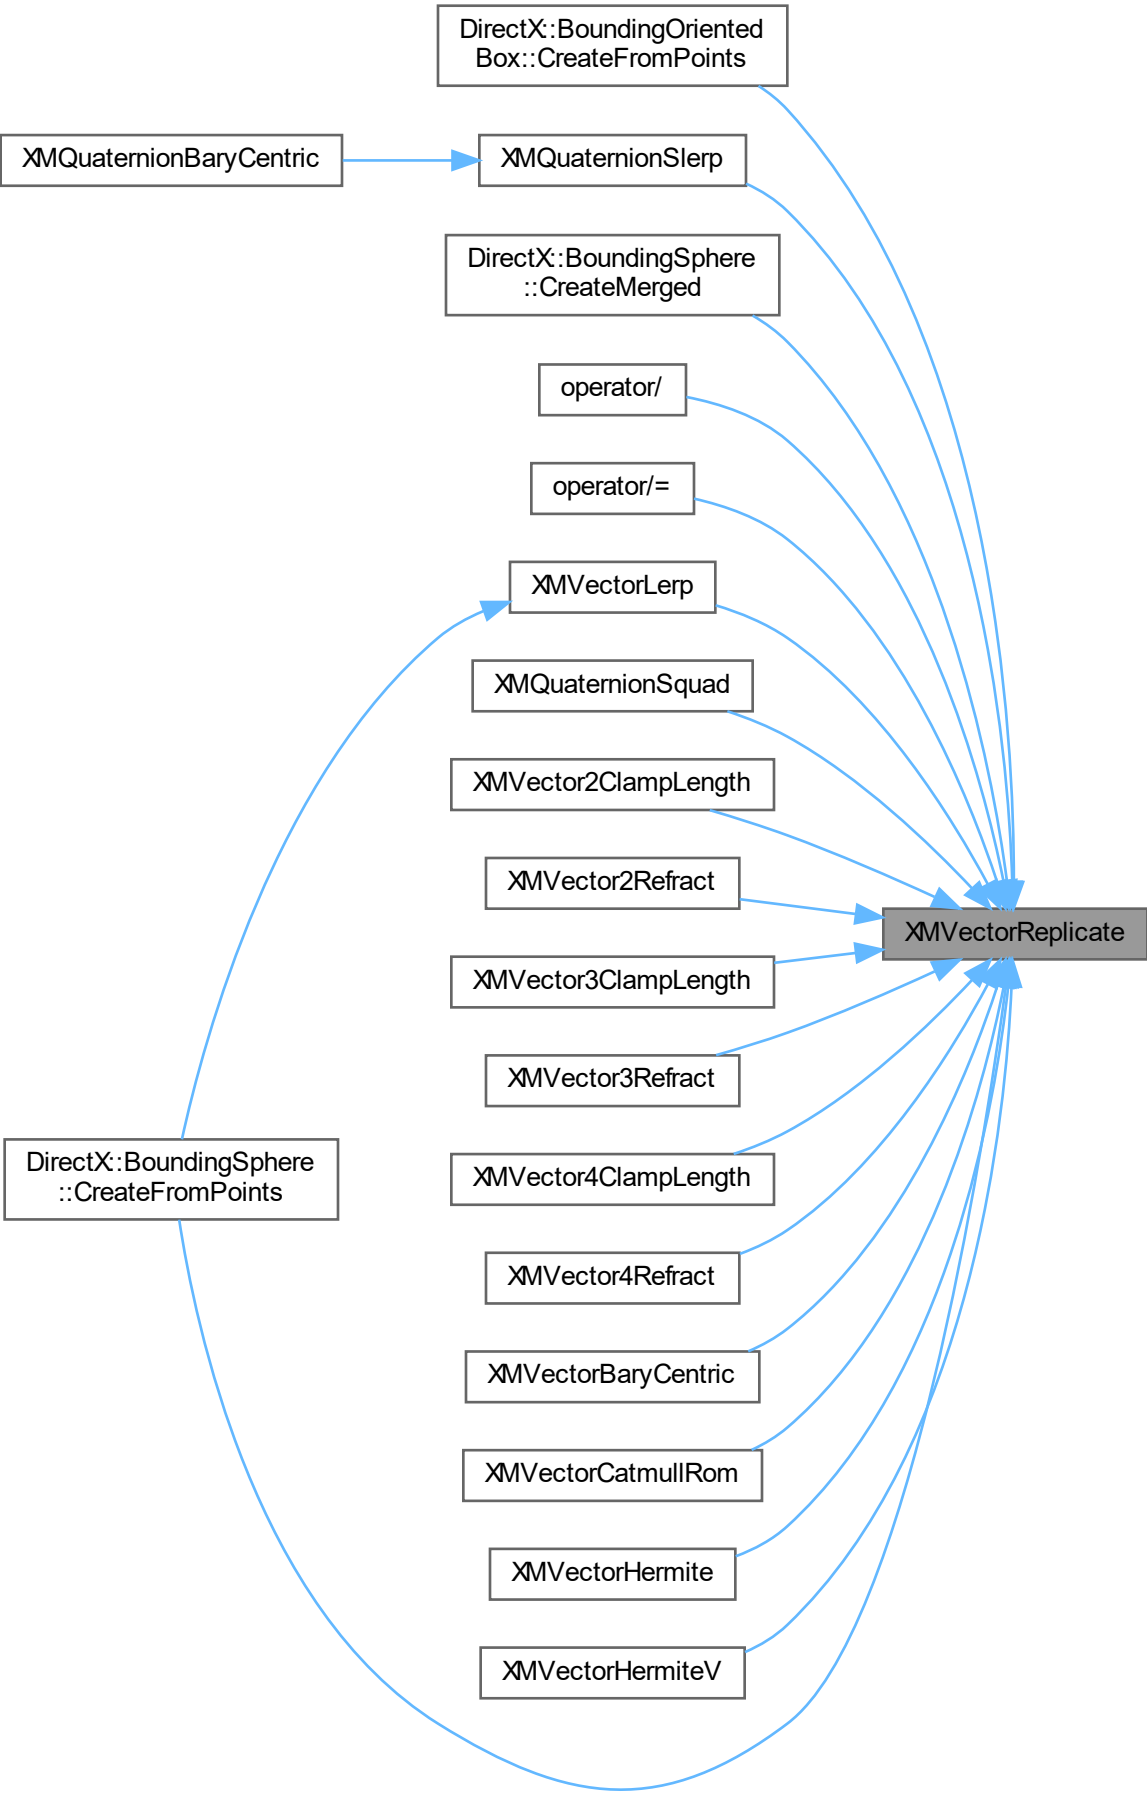 DirectX::BoundingOriented
Box::CreateFromPoints
XMQuaternionBaryCentric
XMQuaternionSlerp
DirectX::BoundingSphere
::CreateMerged
operator/
operator/=
XMVectorLerp
XMQuaternionSquad
XMVector2ClampLength
XMVector2Refract
XMVectorReplicate
XMVector3ClampLength
XMVector3Refract
DirectX::BoundingSphere
::CreateFromPoints
XMVector4ClampLength
XMVector4Refract
XMVectorBaryCentric
XMVectorCatmullRom
XMVectorHermite
XMVectorHermiteV